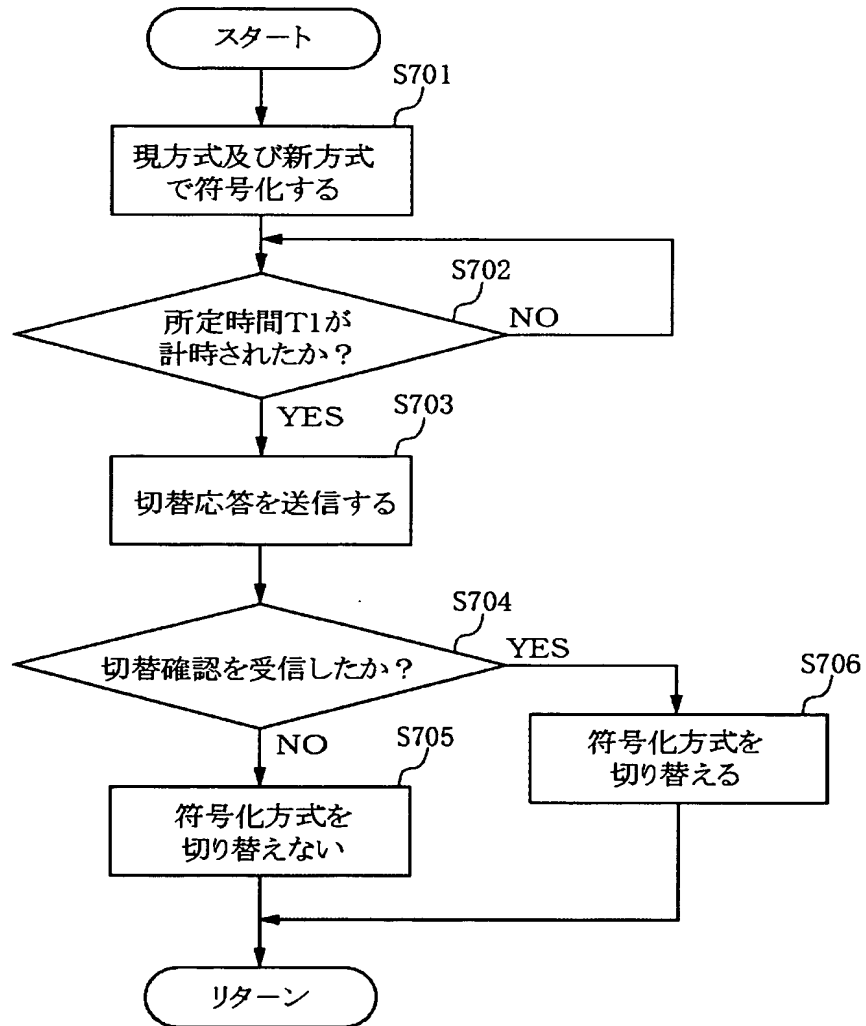 スタート
S701
現方式及び新方式
で符号化する
S702
所定時間T1が
計時されたか?
NO
YES
S703
切替応答を送信する
S704
切替確認を受信したか?
YES
S706
NO
S705
符号化方式を
切り替える
符号化方式を
切り替えない
リターン